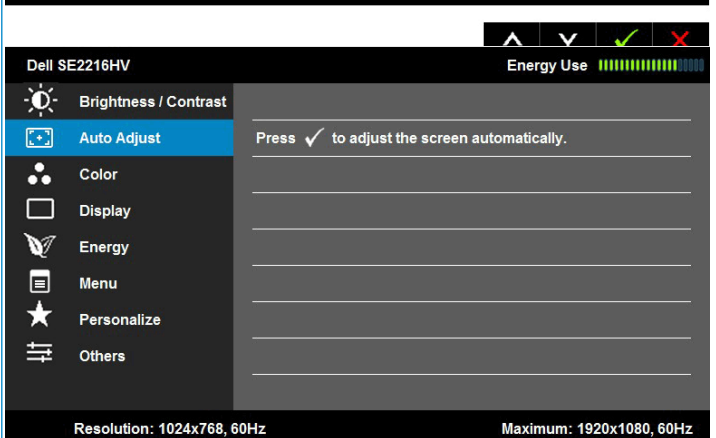 Dell SE2216HV Energy Use
Brightness / Contrast
Auto Adjust Press ✓ to adjust the screen automatically.
Color
Display
Energy
Menu
Personalize
Others
Resolution: 1024x768, 60Hz Maximum: 1920x1080, 60Hz